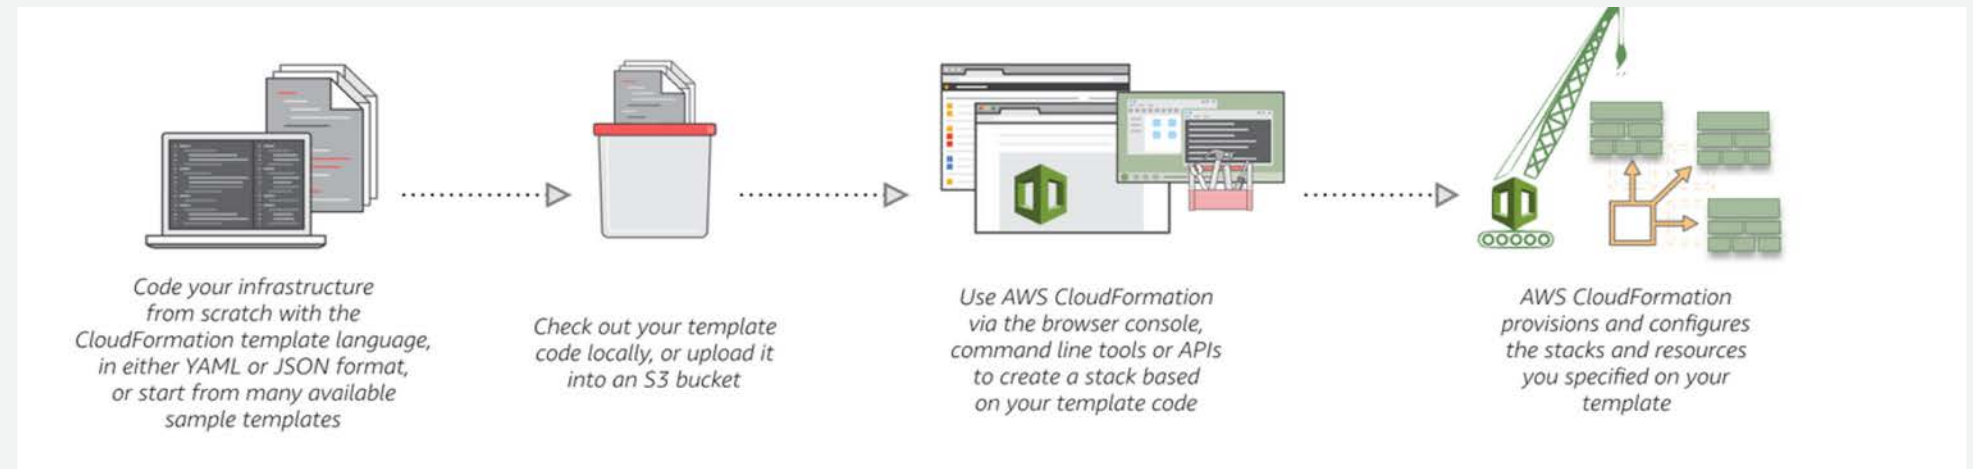 Code your infrastructure
from scratch with the
CloudFormation template language,
in either YAML or JSON format,
or start from many available
sample templates
Check out your template
code locally, or upload it
into an S3 bucket
Use AWS CloudFormation
via the browser console,
command line tools or APIs
to create a stack based
on your template code
AWS CloudFormation
provisions and configures
the stacks and resources
you specified on your
template